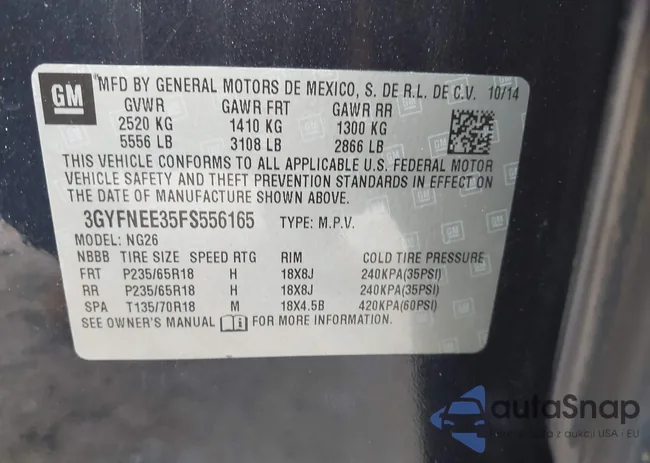 GM
MFD BY GENERAL MOTORS DE MEXICO, S. DE R.L. DE C.V. 10/14
GVWR GAWR FRT GAWR RR
2520 KG 1410 KG 1300 KG
5556 LB 3108 LB 2866 LB
THIS VEHICLE CONFORMS TO ALL APPLICABLE U.S. FEDERAL MOTOR
VEHICLE SAFETY AND THEFT PREVENTION STANDARDS IN EFFECT ON
THE DATE OF MANUFACTURE SHOWN ABOVE.
3GYFNEE35FS556165 TYPE: M.P.V.
MODEL: NG26
NBBB TIRE SIZE SPEED RTG RIM COLD TIRE PRESSURE
FRT P235/65R18 H 18X8J 240KPA(35PSI)
RR P235/65R18 H 18X8J 240KPA(35PSI)
SPA T135/70R18 M 18X4.5B 420KPA(60PSI)
SEE OWNER'S MANUAL FOR MORE INFORMATION.
autoSnap
z aukcji USA i EU